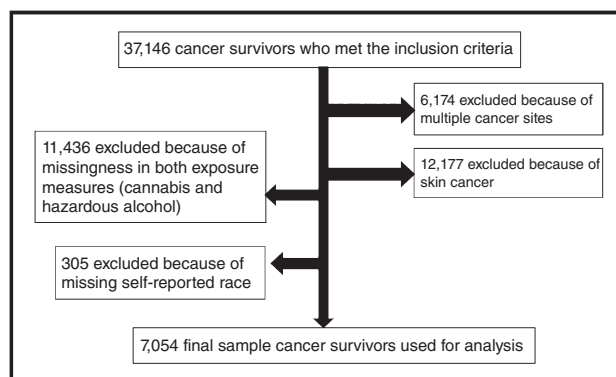 37,146 cancer survivors who met the inclusion criteria
6,174 excluded because of
multiple cancer sites
11,436 excluded because of
missingness in both exposure
measures (cannabis and
hazardous alcohol)
12,177 excluded because of
skin cancer
305 excluded because of
missing self-reported race
7,054 final sample cancer survivors used for analysis